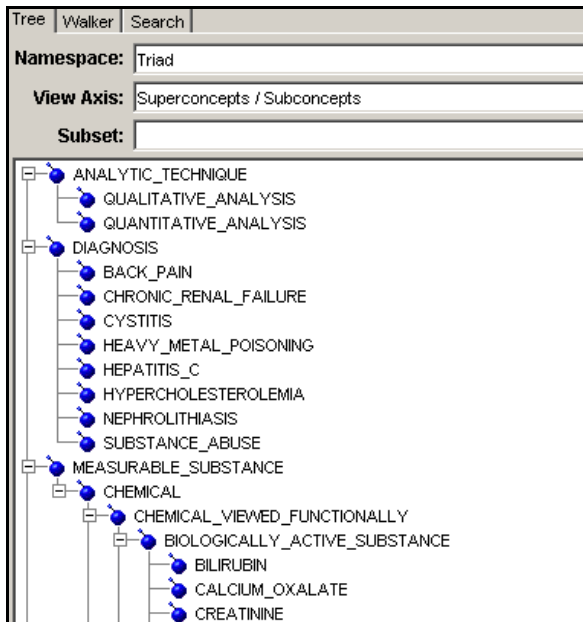 Tree Walker Search
Namespace: Triad
View Axis: Superconcepts / Subconcepts
Subset:
ANALYTIC_TECHNIQUE
QUALITATIVE_ANALYSIS
QUANTITATIVE_ANALYSIS
DIAGNOSIS
BACK_PAIN
CHRONIC_RENAL_FAILURE
CYSTITIS
HEAVY_METAL_POISONING
HEPATITIS_C
HYPERCHOLESTEROLEMIA
NEPHROLITHIASIS
SUBSTANCE_ABUSE
MEASURABLE_SUBSTANCE
CHEMICAL
CHEMICAL_VIEWED_FUNCTIONALLY
BIOLOGICALLY_ACTIVE_SUBSTANCE
BILIRUBIN
CALCIUM_OXALATE
CREATININE